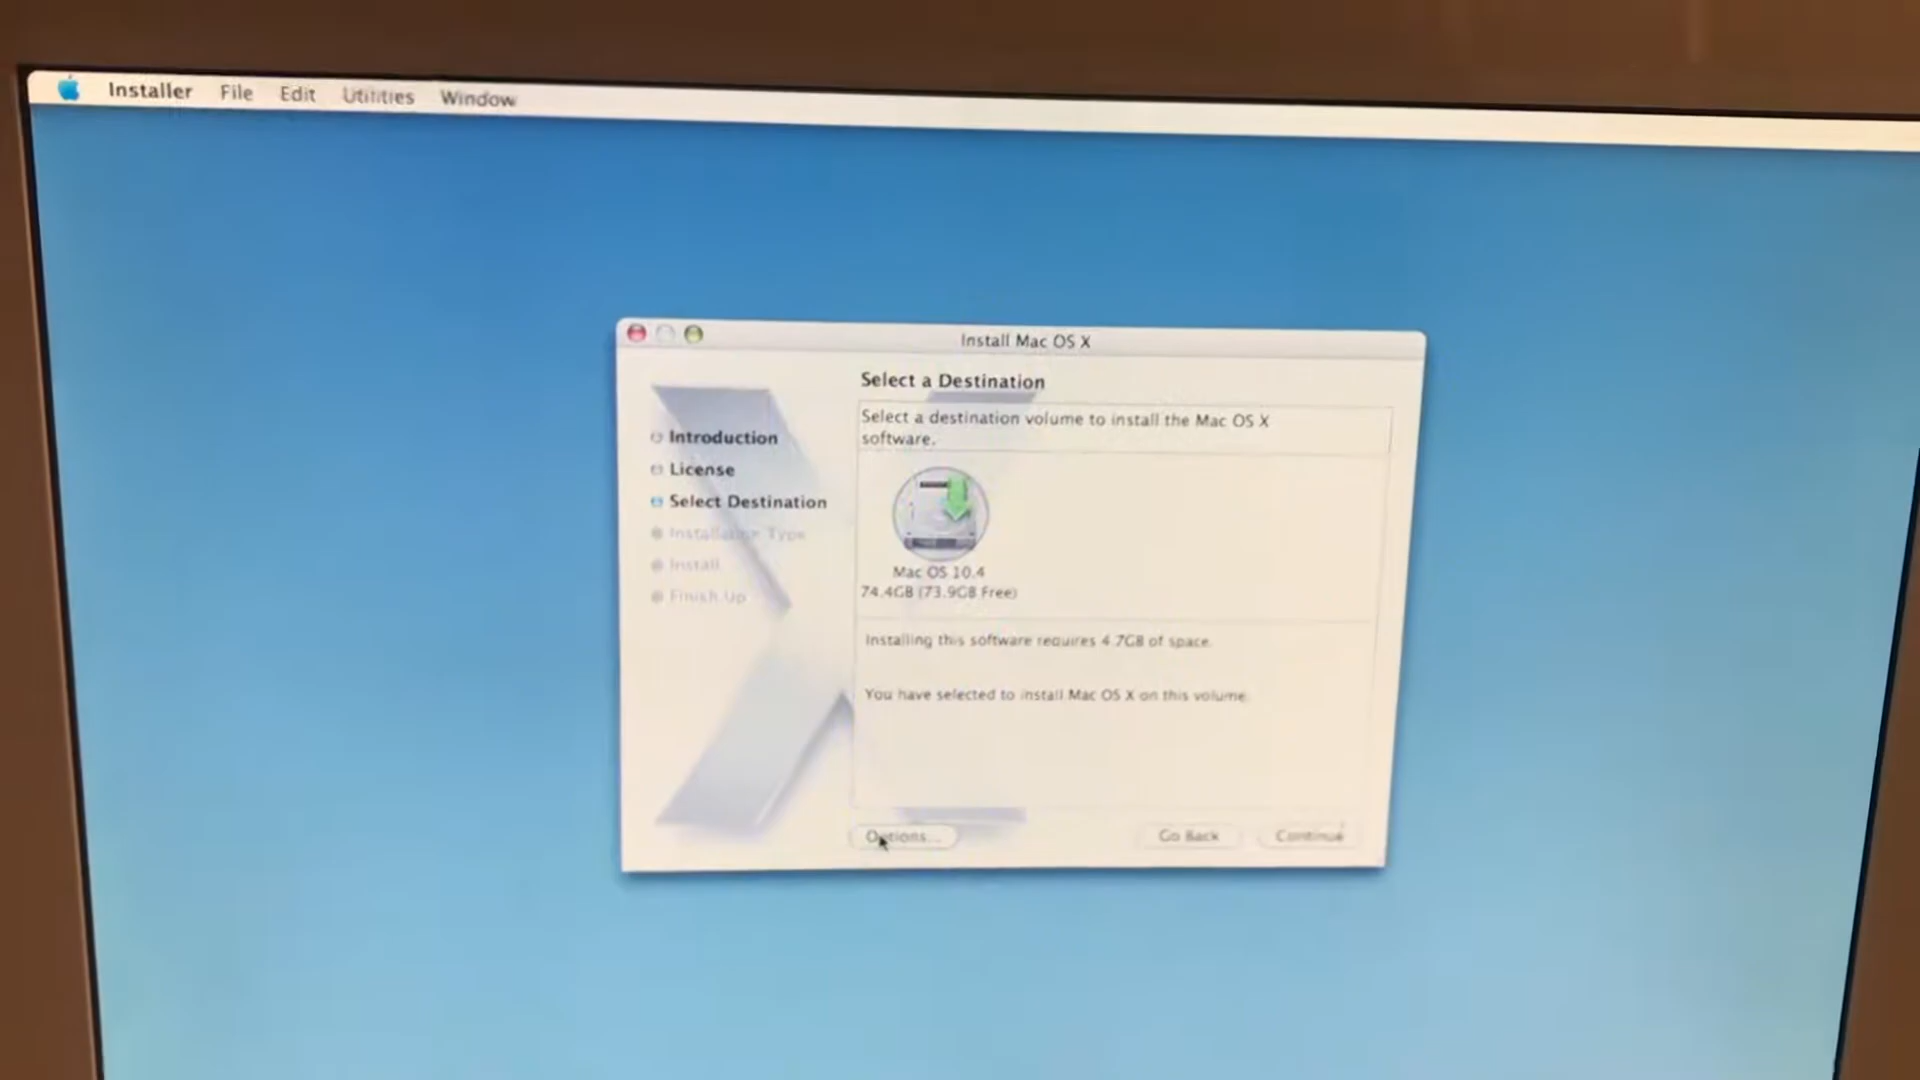 Installer File Edit Utilities Window
Install Mac OS X
Select a Destination
Select a destination volume to install the Mac OS X
software.
Introduction
License
Select Destination
Installation Type
Install
Finish Up
Mac OS 10.4
74.4GB (73.9GB Free)
Installing this software requires 4.7GB of space.
You have selected to install Mac OS X on this volume.
Options...
Go Back
Continue